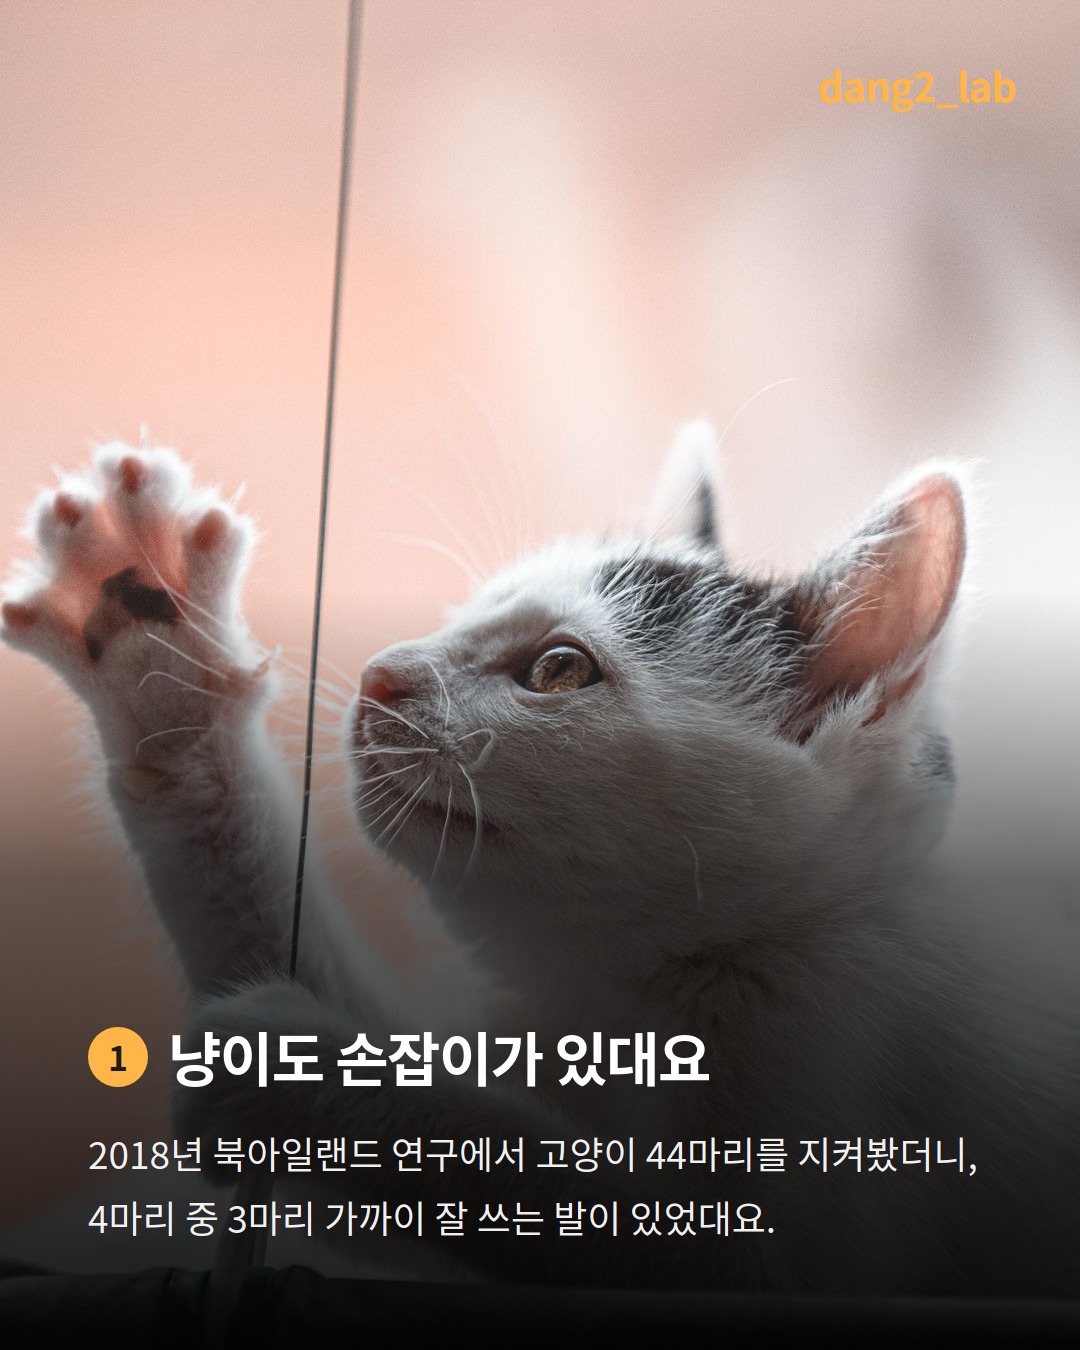 dang2_lab
1 냥이도 손잡이가 있대요
2018년 북아일랜드 연구에서 고양이 44마리를 지켜봤더니,
4마리 중 3마리 가까이 잘 쓰는 발이 있었대요.